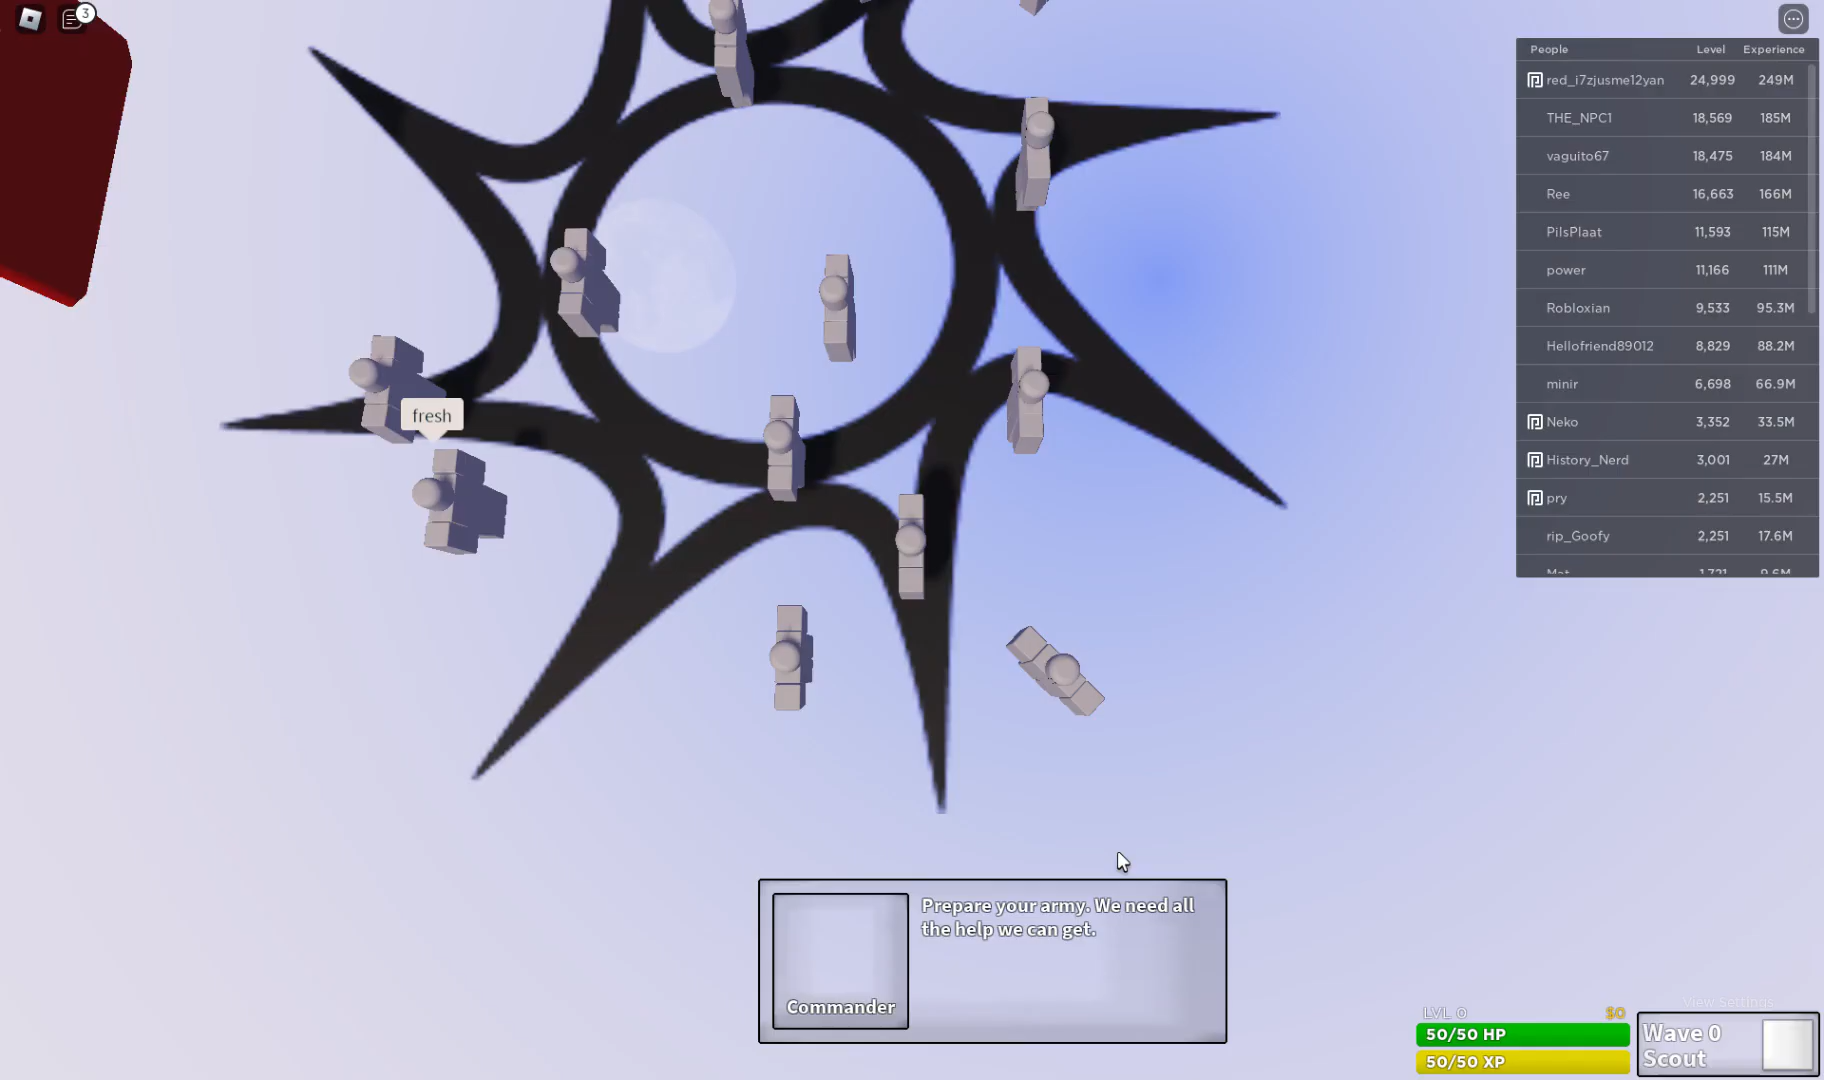 3
People Level Experience
red_i7zjusme12yan 24,999 249M
THE_NPC1 18,569 185M
vaguito67 18,475 184M
Ree 16,663 166M
PilsPlaat 11,593 115M
power 11,166 111M
Robloxian 9,533 95.3M
Hellofriend89012 8,829 88.2M
minir 6,698 66.9M
Neko 3,352 33.5M
History_Nerd 3,001 27M
pry 2,251 15.5M
rip_Goofy 2,251 17.6M
fresh
Prepare your army. We need all
the help we can get.
Commander
View Settings
LVL 0 $0
50/50 HP
50/50 XP
Wave 0
Scout